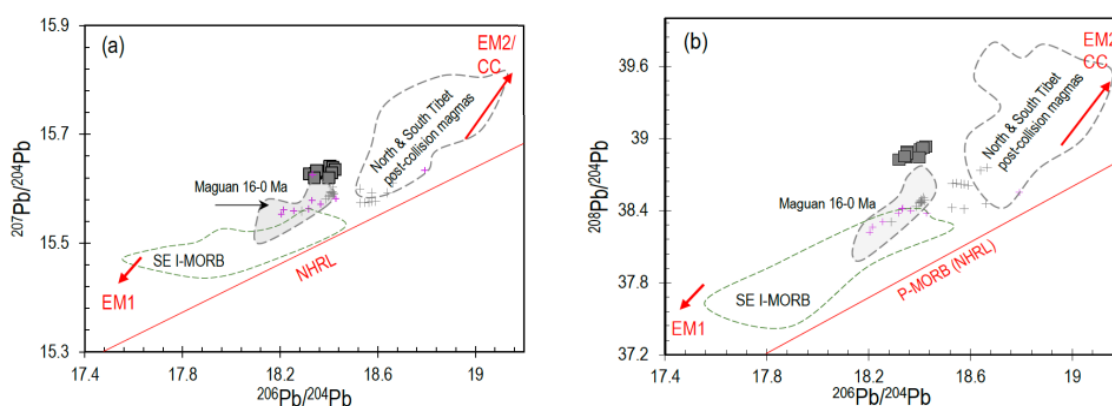 (a)
15.9
15.7
15.5
15.3
207Pb/204Pb
EM2/
CC
North & South Tibet
post-collision magmas
Maguan 16-0 Ma
SE I-MORB
NHRL
EM1
17.4
17.8
18.2
18.6
19
206Pb/204Pb
(b)
39.6
39
38.4
37.8
37.2
208Pb/204Pb
EM2
CC
North & South Tibet
post-collision magmas
Maguan 16-0 Ma
SE I-MORB
P-MORB (NHRL)
EM1
17.4
17.8
18.2
18.6
19
206Pb/204Pb